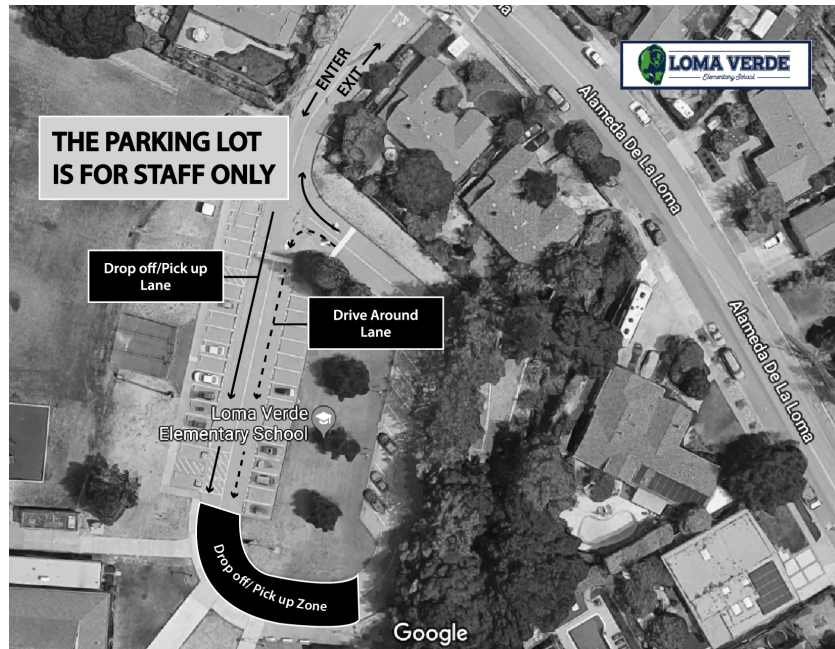 ENTER
EXIT
LOMA VERDE
Elementary School
Alameda De La Loma
THE PARKING LOT
IS FOR STAFF ONLY
Drop off/Pick up
Lane
Drive Around
Lane
Alameda De La Loma
Loma Verde
Elementary School
Drop off/ Pick up Zone
Google